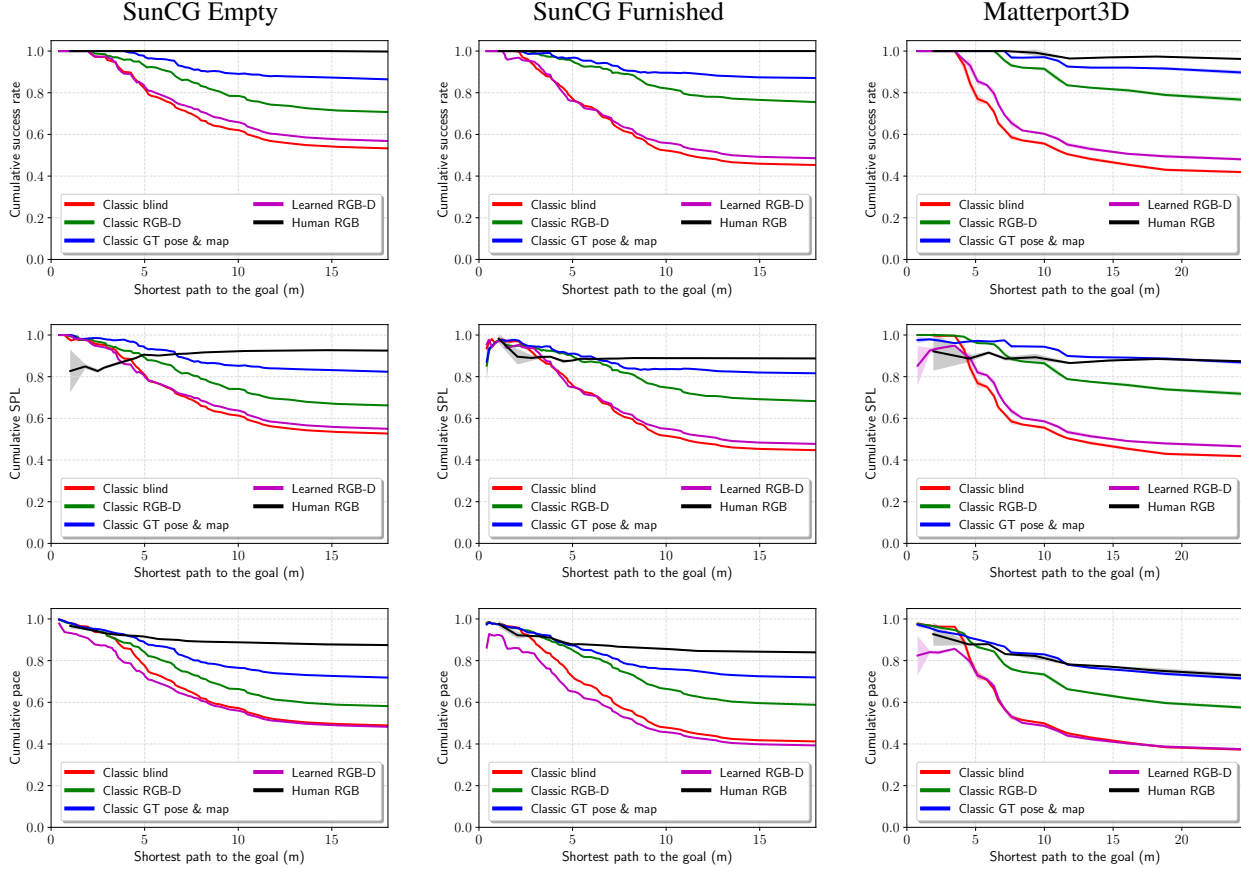 SunCG Empty
SunCG Furnished
Matterport3D
1.0
0.8
0.6
0.4
0.2
0.0
Cumulative success rate
Classic blind
Classic RGB-D
Classic GT pose & map
Learned RGB-D
Human RGB
0 5 10 15
Shortest path to the goal (m)
1.0
0.8
0.6
0.4
0.2
0.0
Cumulative success rate
Classic blind
Classic RGB-D
Classic GT pose & map
Learned RGB-D
Human RGB
0 5 10 15
Shortest path to the goal (m)
1.0
0.8
0.6
0.4
0.2
0.0
Cumulative success rate
Classic blind
Classic RGB-D
Classic GT pose & map
Learned RGB-D
Human RGB
0 5 10 15 20
Shortest path to the goal (m)
1.0
0.8
0.6
0.4
0.2
0.0
Cumulative SPL
Classic blind
Classic RGB-D
Classic GT pose & map
Learned RGB-D
Human RGB
0 5 10 15
Shortest path to the goal (m)
1.0
0.8
0.6
0.4
0.2
0.0
Cumulative SPL
Classic blind
Classic RGB-D
Classic GT pose & map
Learned RGB-D
Human RGB
0 5 10 15
Shortest path to the goal (m)
1.0
0.8
0.6
0.4
0.2
0.0
Cumulative SPL
Classic blind
Classic RGB-D
Classic GT pose & map
Learned RGB-D
Human RGB
0 5 10 15 20
Shortest path to the goal (m)
1.0
0.8
0.6
0.4
0.2
0.0
Cumulative pace
Classic blind
Classic RGB-D
Classic GT pose & map
Learned RGB-D
Human RGB
0 5 10 15
Shortest path to the goal (m)
1.0
0.8
0.6
0.4
0.2
0.0
Cumulative pace
Classic blind
Classic RGB-D
Classic GT pose & map
Learned RGB-D
Human RGB
0 5 10 15
Shortest path to the goal (m)
1.0
0.8
0.6
0.4
0.2
0.0
Cumulative pace
Classic blind
Classic RGB-D
Classic GT pose & map
Learned RGB-D
Human RGB
0 5 10 15 20
Shortest path to the goal (m)